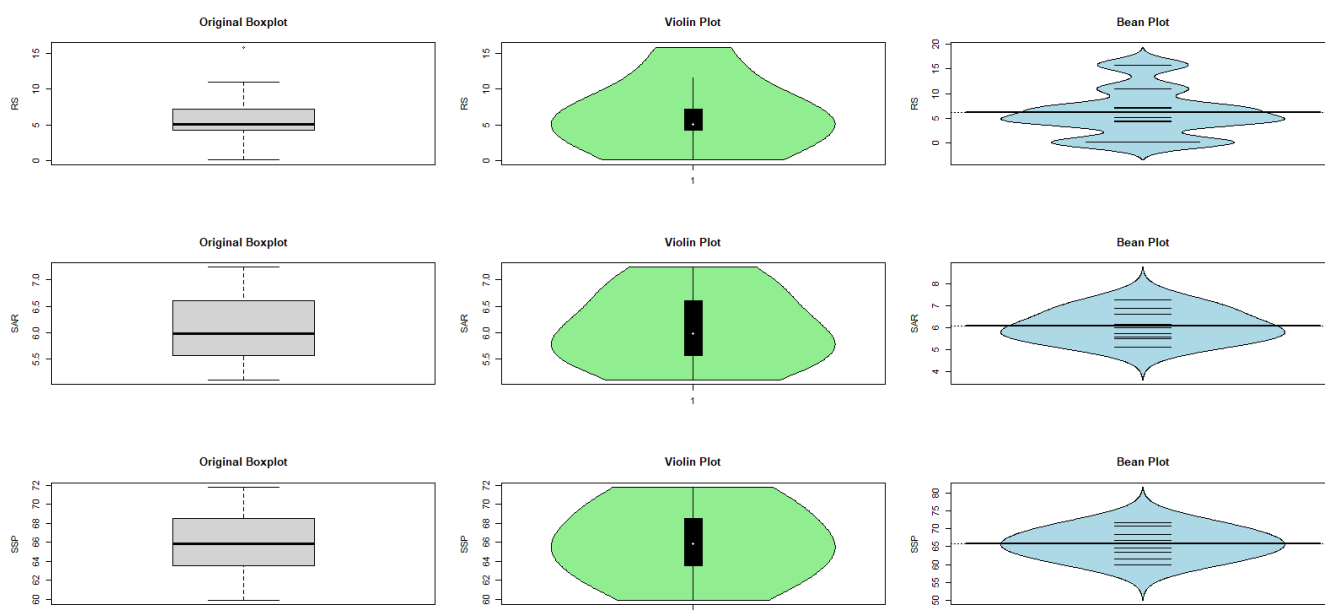 Original Boxplot
Violin Plot
Bean Plot
RS
0 5 10 15
RS
0 5 10 15
1
RS
0 5 10 15 20
Original Boxplot
Violin Plot
Bean Plot
SAR
5.5 6.0 6.5 7.0
SAR
5.5 6.0 6.5 7.0
1
SAR
4 5 6 7 8
Original Boxplot
Violin Plot
Bean Plot
SSP
60 62 64 66 68 70 72
SSP
60 62 64 66 68 70 72
SSP
50 55 60 65 70 75 80